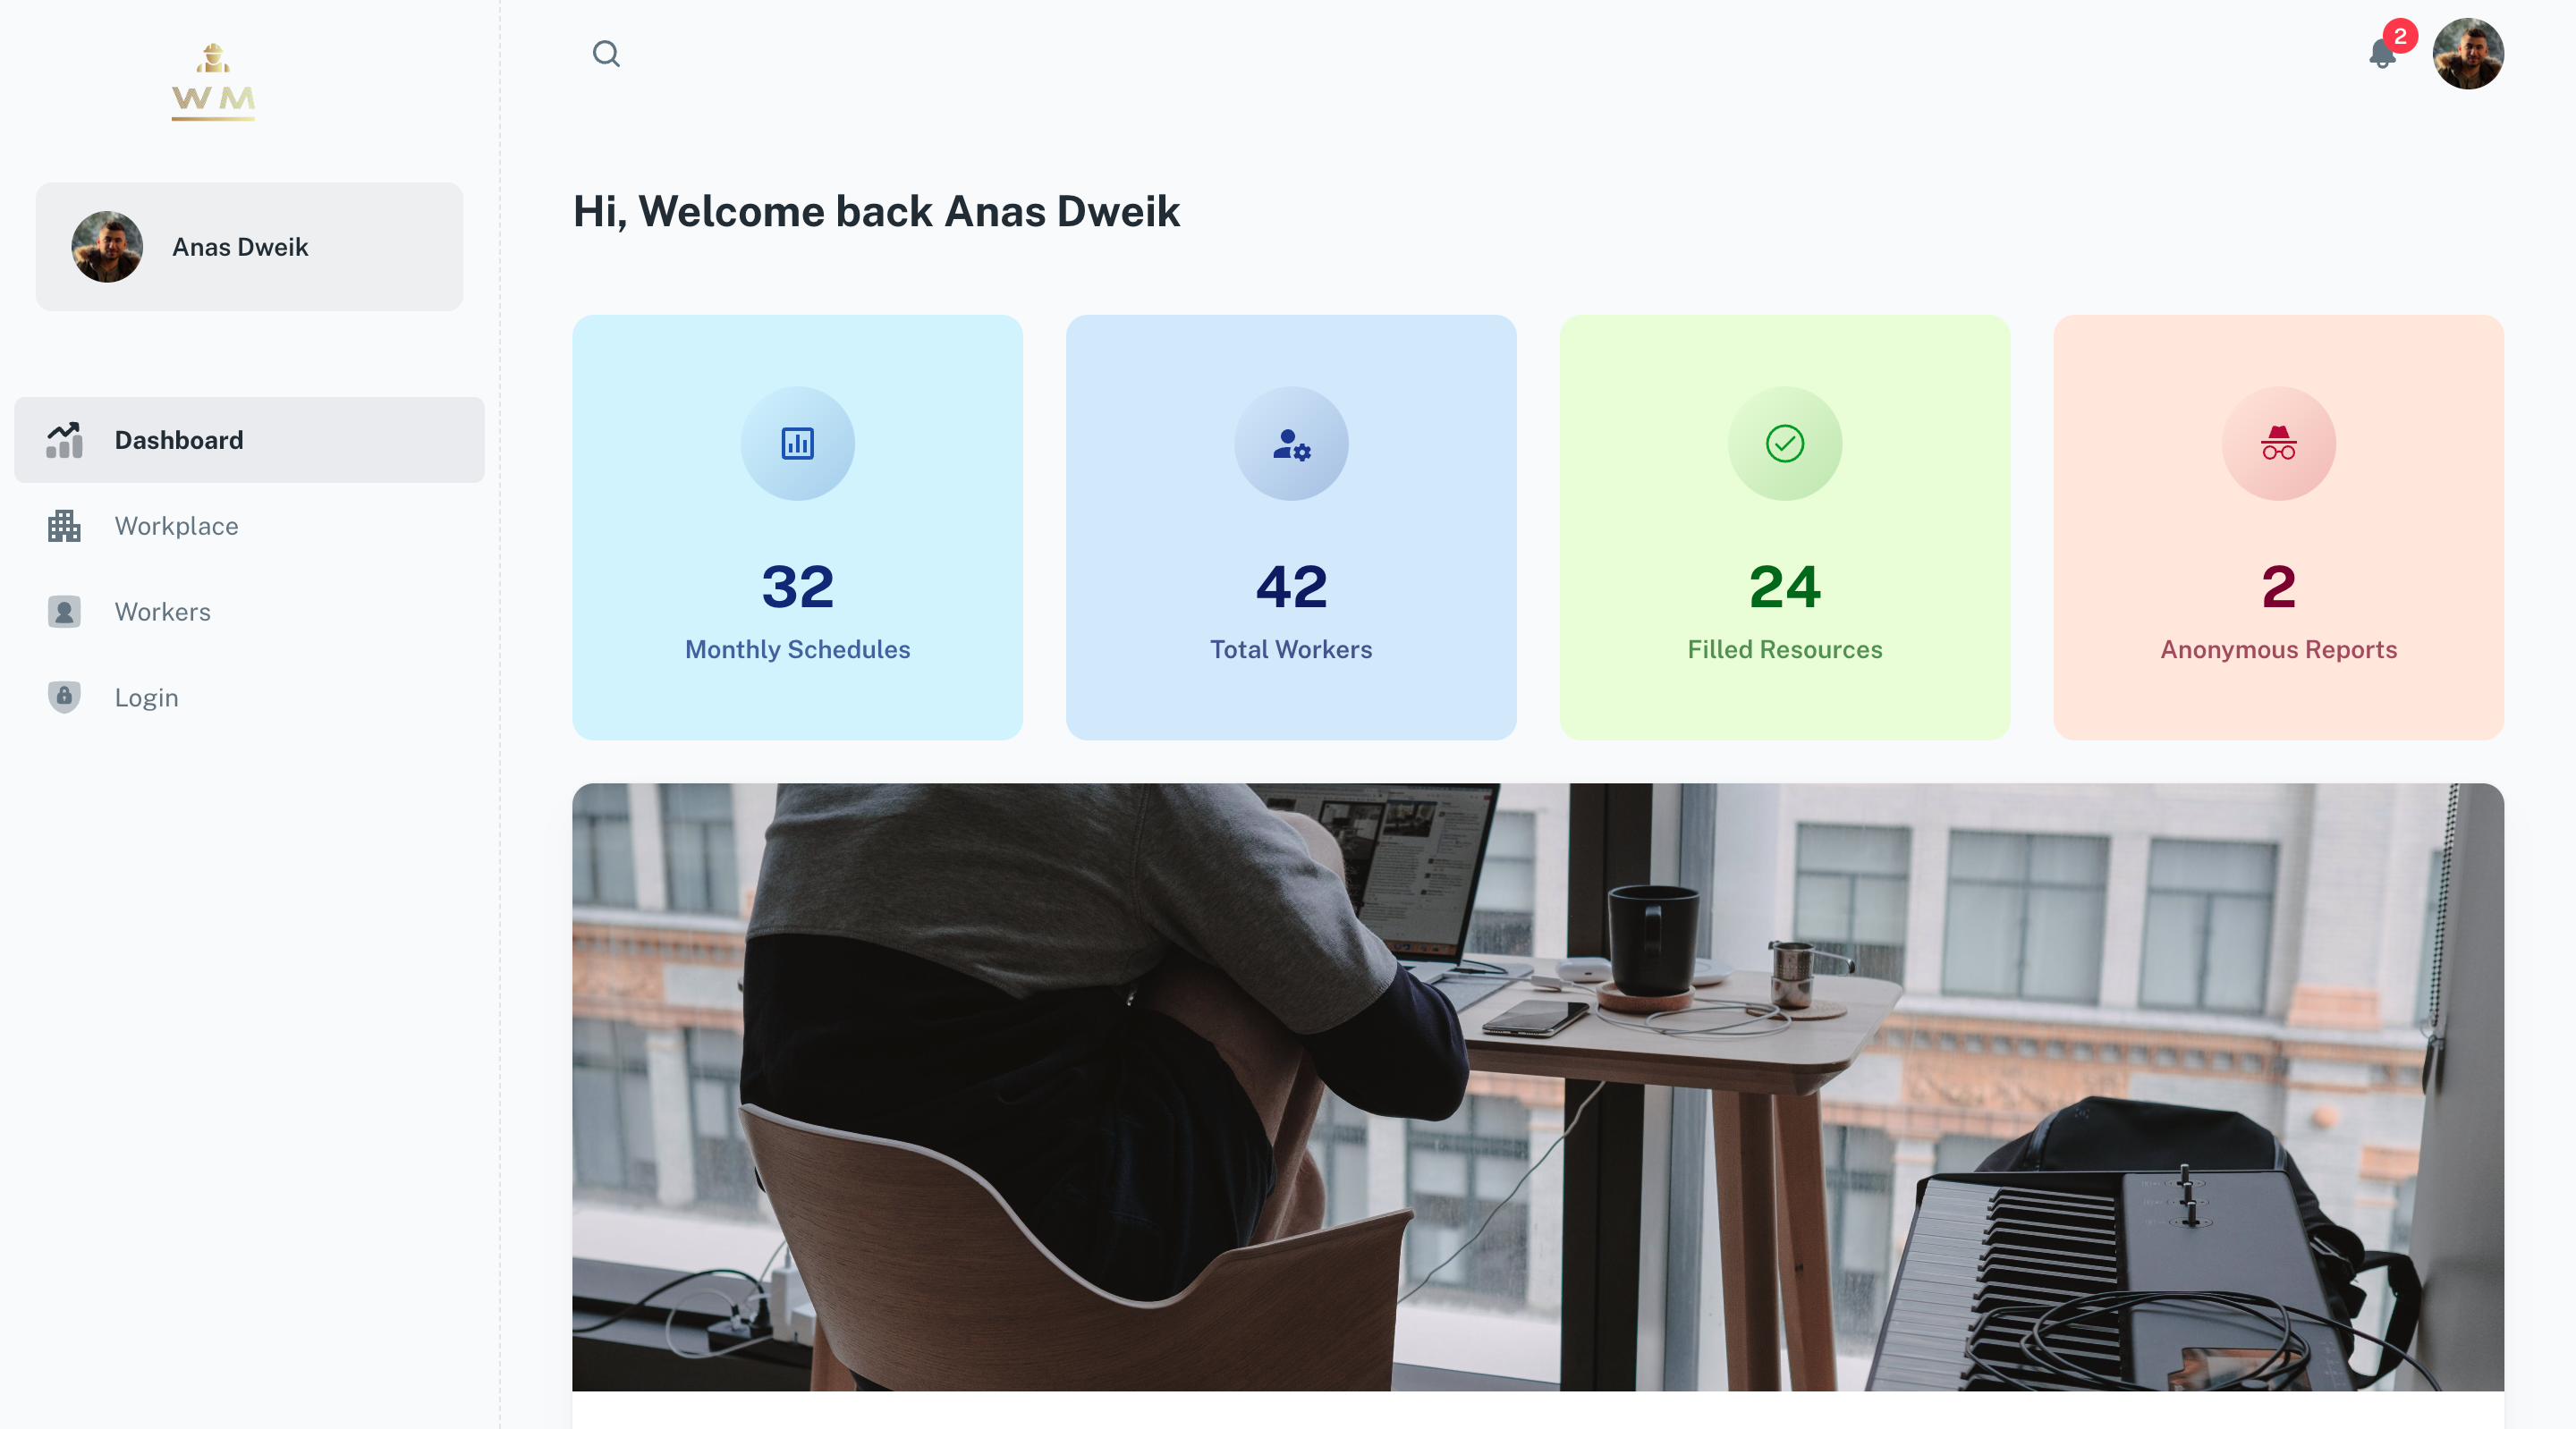 WM
2
Hi, Welcome back Anas Dweik
Anas Dweik
Dashboard
Workplace
Workers
Login
32
Monthly Schedules
42
Total Workers
24
Filled Resources
2
Anonymous Reports